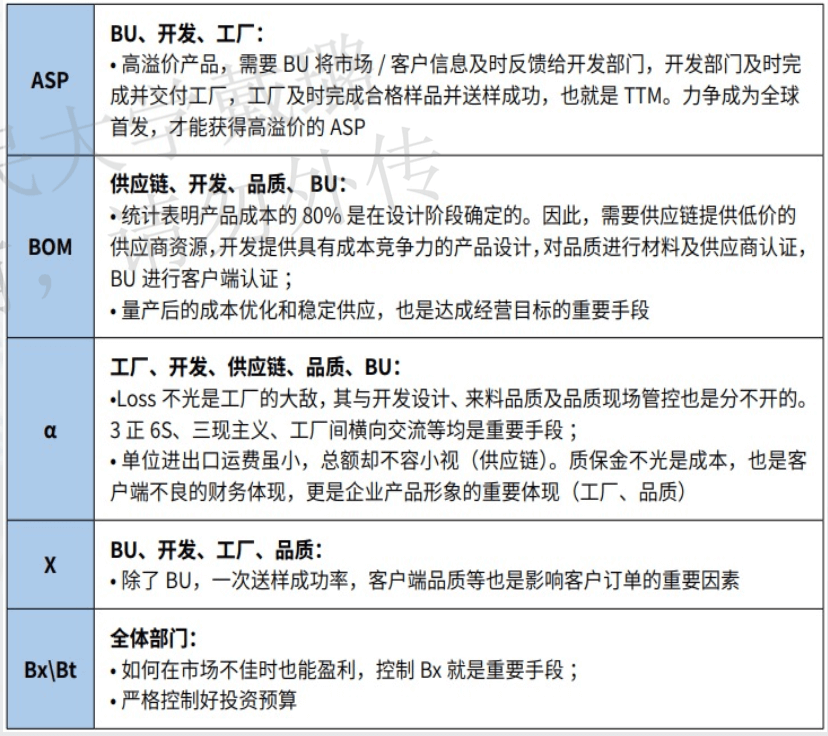 ASP
BU、开发、工厂：
• 高溢价产品，需要 BU 将市场 / 客户信息及时反馈给开发部门，开发部门及时完
成并交付工厂，工厂及时完成合格样品并送样成功，也就是 TTM。力争成为全球
首发，才能获得高溢价的 ASP
BOM
供应链、开发、品质、 BU：
• 统计表明产品成本的 80% 是在设计阶段确定的。因此，需要供应链提供低价的
供应商资源，开发提供具有成本竞争力的产品设计，对品质进行材料及供应商认证，
BU 进行客户端认证；
• 量产后的成本优化和稳定供应，也是达成经营目标的重要手段
α
工厂、开发、供应链、品质、BU：
•Loss 不光是工厂的大敌，其与开发设计、来料品质及品质现场管控也是分不开的。
3 正 6S、三现主义、工厂间横向交流等均是重要手段；
• 单位进出口运费虽小，总额却不容小视（供应链）。质保金不光是成本，也是客
户端不良的财务体现，更是企业产品形象的重要体现（工厂、品质）
X
BU、开发、工厂、品质：
• 除了 BU，一次送样成功率，客户端品质等也是影响客户订单的重要因素
Bx\Bt
全体部门：
• 如何在市场不佳时也能盈利，控制 Bx 就是重要手段；
• 严格控制好投资预算
民大学戴璐
，请勿外传